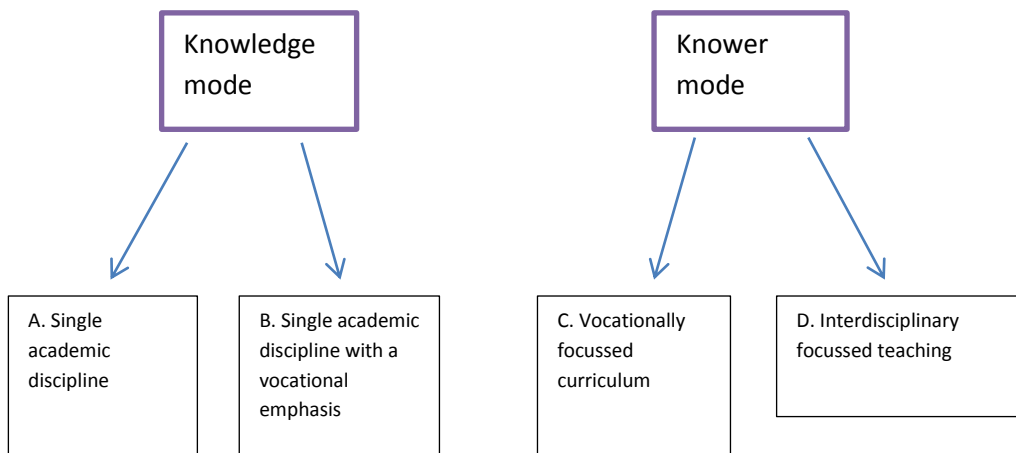 Knowledge
mode
Knower
mode
A. Single
academic
discipline
B. Single academic
discipline with a
vocational
emphasis
C. Vocationally
focussed
curriculum
D. Interdisciplinary
focussed teaching